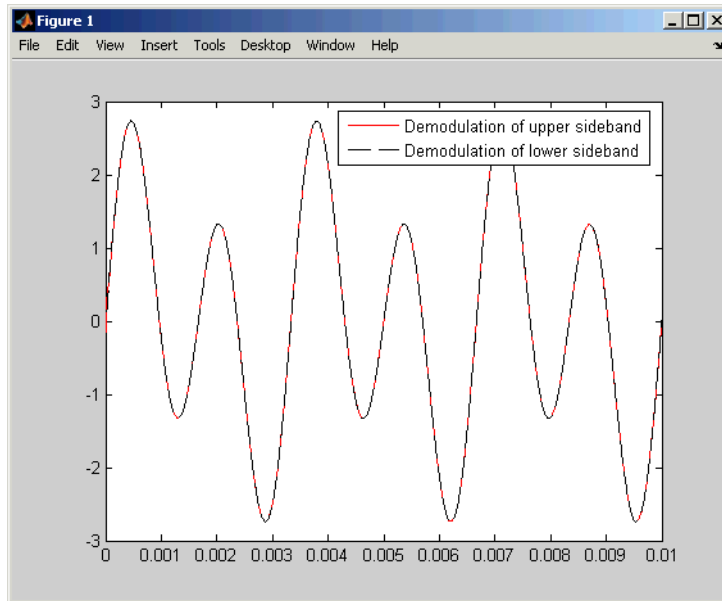 Figure 1
File Edit View Insert Tools Desktop Window Help
3
Demodulation of upper sideband
Demodulation of lower sideband
2
1
0
-1
-2
-3
0 0.001 0.002 0.003 0.004 0.005 0.006 0.007 0.008 0.009 0.01